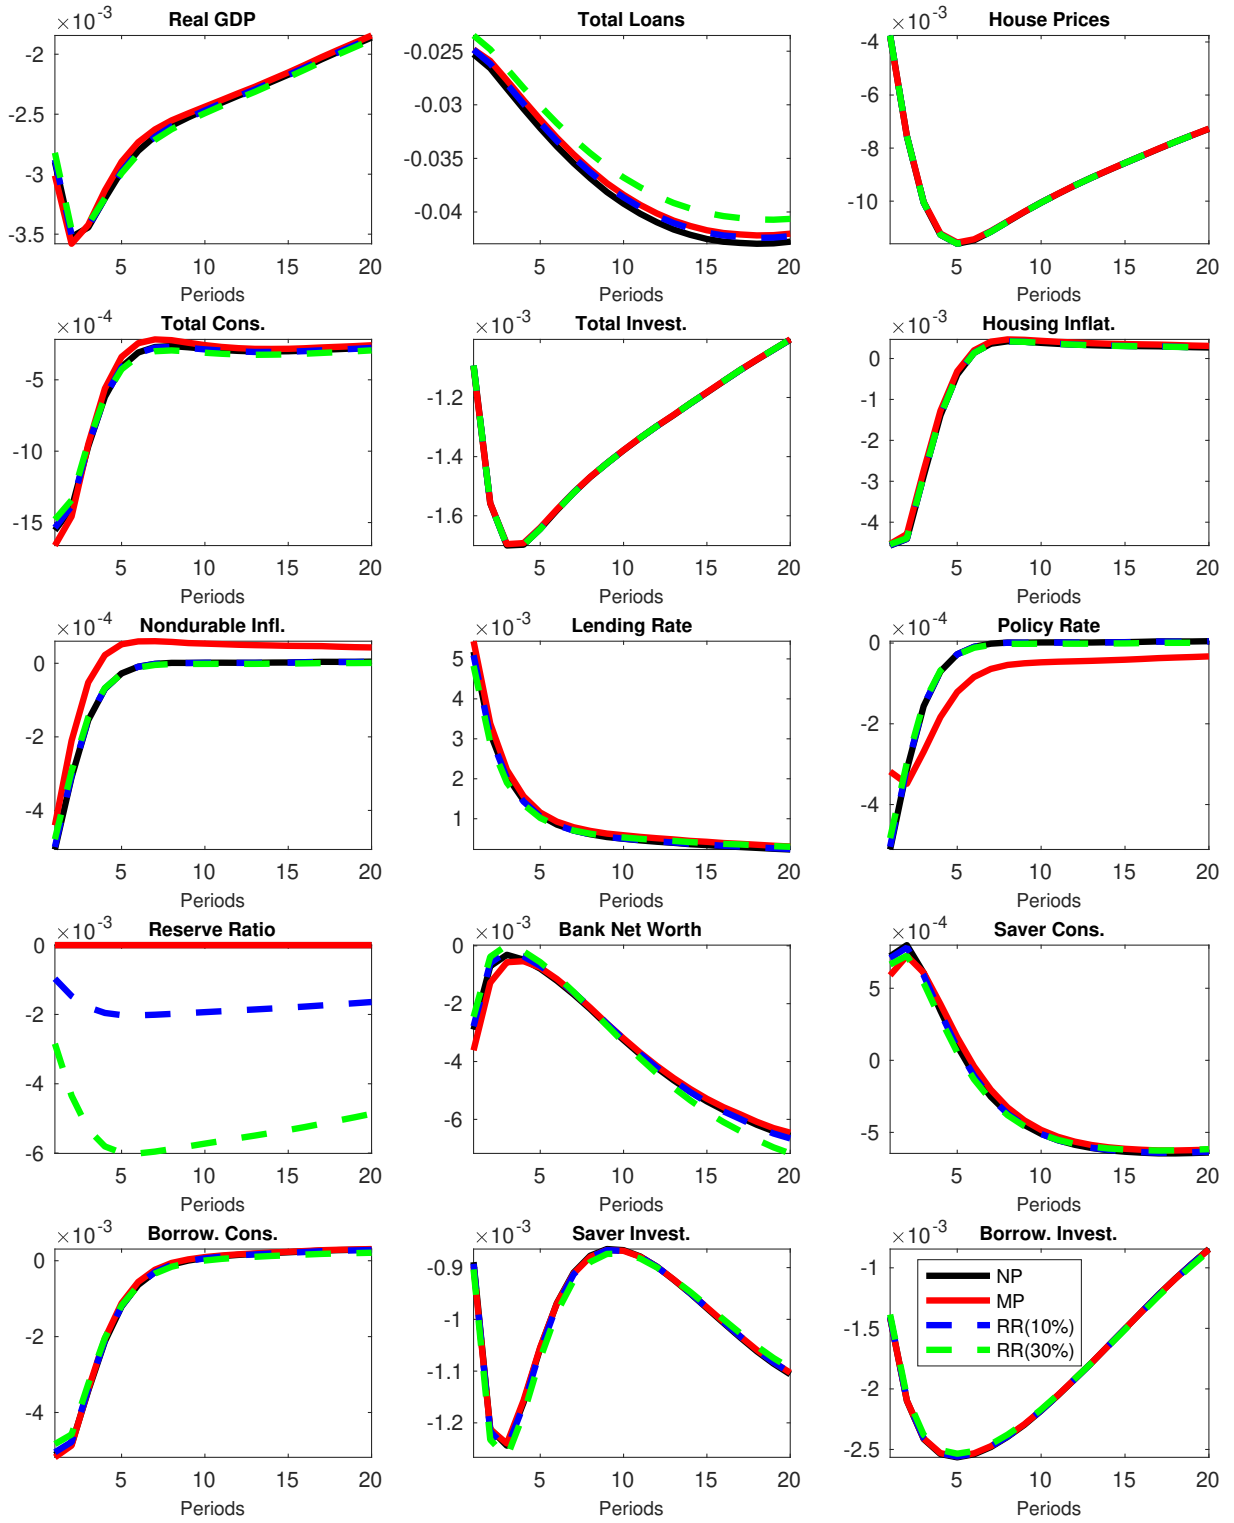 Real GDP
×10-3
-2
-2.5
-3
-3.5
5 10 15 20
Periods
Total Loans
-0.025
-0.03
-0.035
-0.04
5 10 15 20
Periods
House Prices
×10-3
-4
-6
-8
-10
5 10 15 20
Periods
Total Cons.
×10-4
-5
-10
-15
5 10 15 20
Periods
Total Invest.
×10-3
-1.2
-1.4
-1.6
5 10 15 20
Periods
Housing Inflat.
×10-3
0
-1
-2
-3
-4
5 10 15 20
Periods
Nondurable Infl.
×10-4
0
-2
-4
5 10 15 20
Periods
Lending Rate
×10-3
5
4
3
2
1
5 10 15 20
Periods
Policy Rate
×10-4
0
-2
-4
5 10 15 20
Periods
Reserve Ratio
×10-3
0
-2
-4
-6
5 10 15 20
Periods
Bank Net Worth
×10-3
0
-2
-4
-6
5 10 15 20
Periods
Saver Cons.
×10-4
5
0
-5
5 10 15 20
Periods
Borrow. Cons.
×10-3
0
-2
-4
5 10 15 20
Periods
Saver Invest.
×10-3
-0.9
-1
-1.1
-1.2
5 10 15 20
Periods
Borrow. Invest.
×10-3
-1
-1.5
-2
-2.5
NP
MP
RR(10%)
RR(30%)
5 10 15 20
Periods